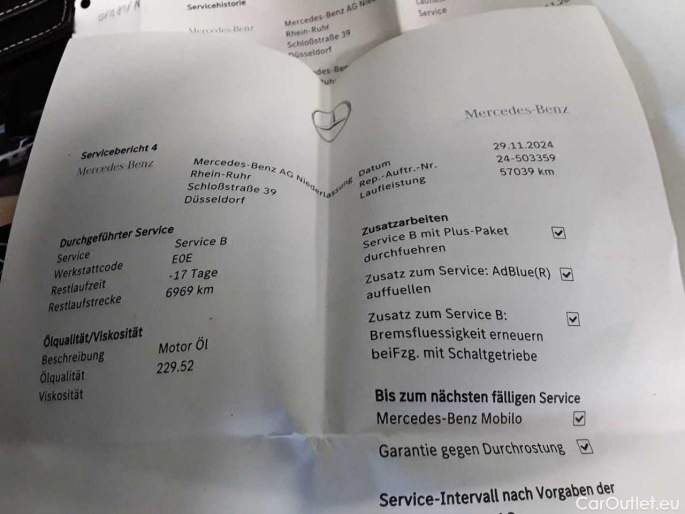 Servicehistorie
Mercedes-Benz
Mercedes-Benz AG
Rhein-Ruhr
Schloßstraße 39
Düsseldorf
Service
Mercedes-Benz
Servicebericht 4
Mercedes-Benz
Mercedes-Benz AG Niederlassung
Rhein-Ruhr
Schloßstraße 39
Düsseldorf
Datum 29.11.2024
Rep.-Auftr.-Nr. 24-503359
Laufleistung 57039 km
Durchgeführter Service
Service Service B
Werkstattcode EOE
Restlaufzeit -17 Tage
Restlaufstrecke 6969 km
Ölqualität/Viskosität
Beschreibung Motor Öl
Ölqualität 229.52
Viskosität
Zusatzarbeiten
Service B mit Plus-Paket
durchfuehren
Zusatz zum Service: AdBlue(R)
auffuellen
Zusatz zum Service B:
Bremsfluessigkeit erneuern
beiFzg. mit Schaltgetriebe
Bis zum nächsten fälligen Service
Mercedes-Benz Mobilo
Garantie gegen Durchrostung
Service-Intervall nach Vorgaben der
CarOutlet.eu